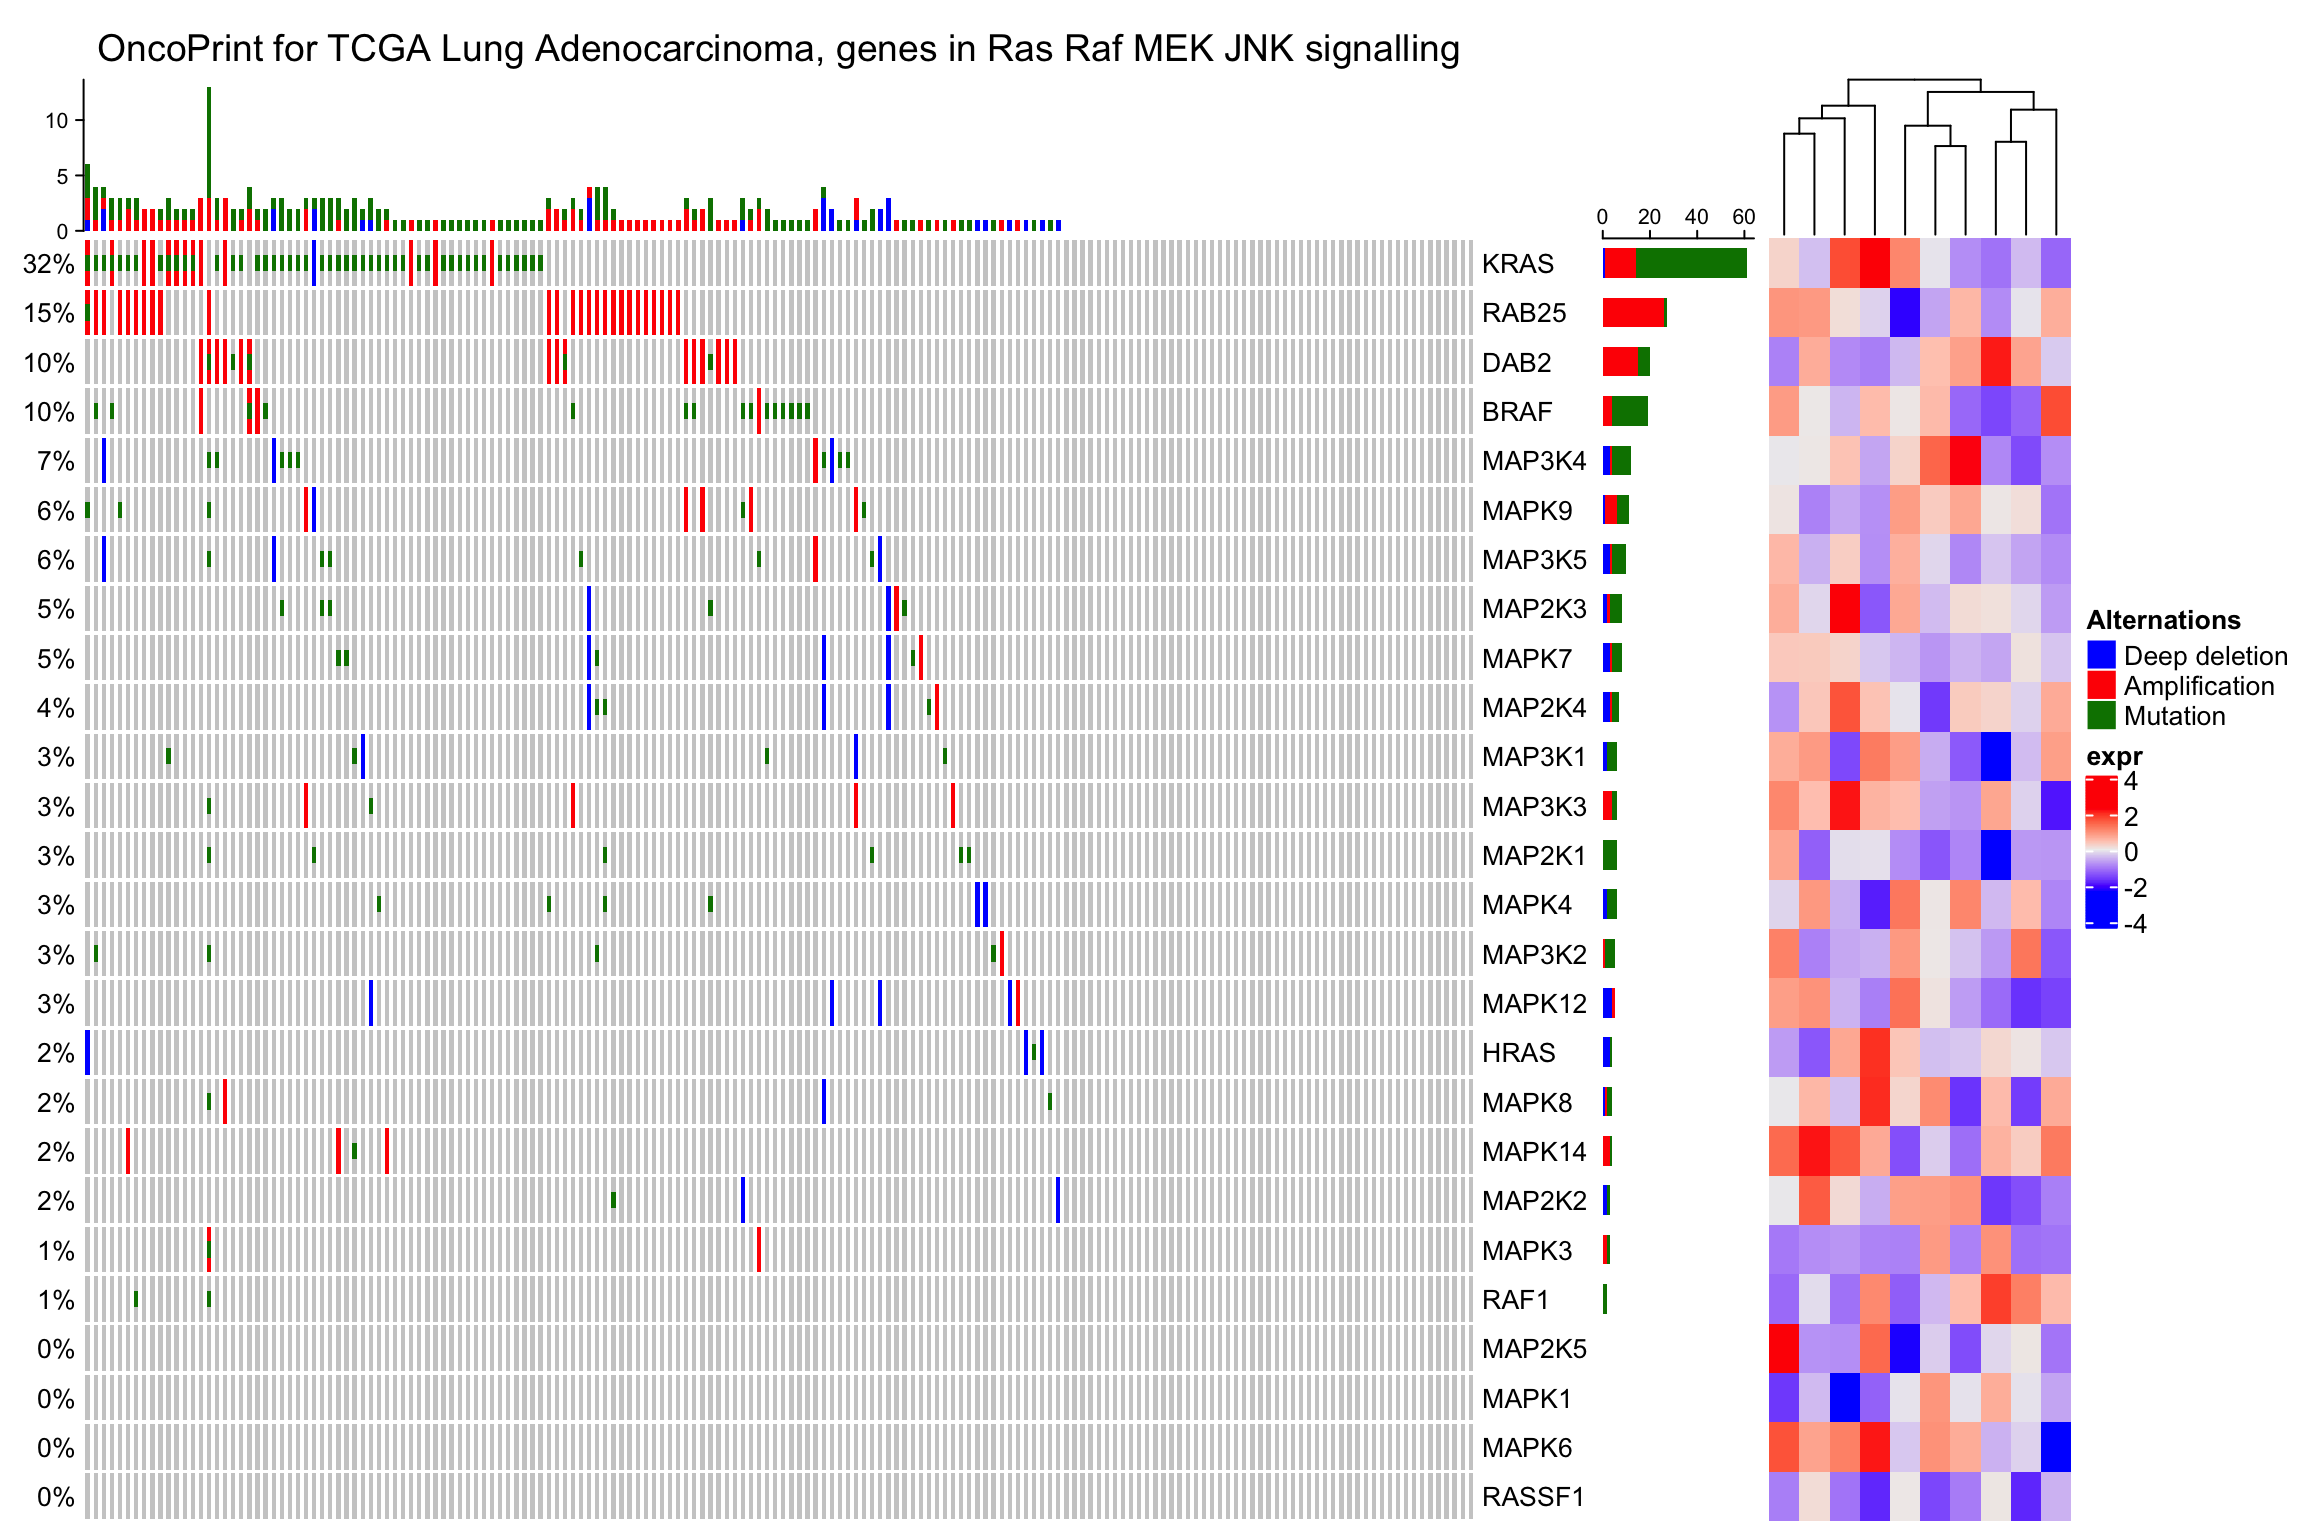 OncoPrint for TCGA Lung Adenocarcinoma, genes in Ras Raf MEK JNK signalling
10
5
0
0 20 40 60
32% KRAS
15% RAB25
10% DAB2
10% BRAF
7% MAP3K4
6% MAPK9
6% MAP3K5
5% MAP2K3
5% MAPK7
4% MAP2K4
3% MAP3K1
3% MAP3K3
3% MAP2K1
3% MAPK4
3% MAP3K2
3% MAPK12
2% HRAS
2% MAPK8
2% MAPK14
2% MAP2K2
1% MAPK3
1% RAF1
0% MAP2K5
0% MAPK1
0% MAPK6
0% RASSF1
Alternations
Deep deletion
Amplification
Mutation
expr
4
2
0
-2
-4